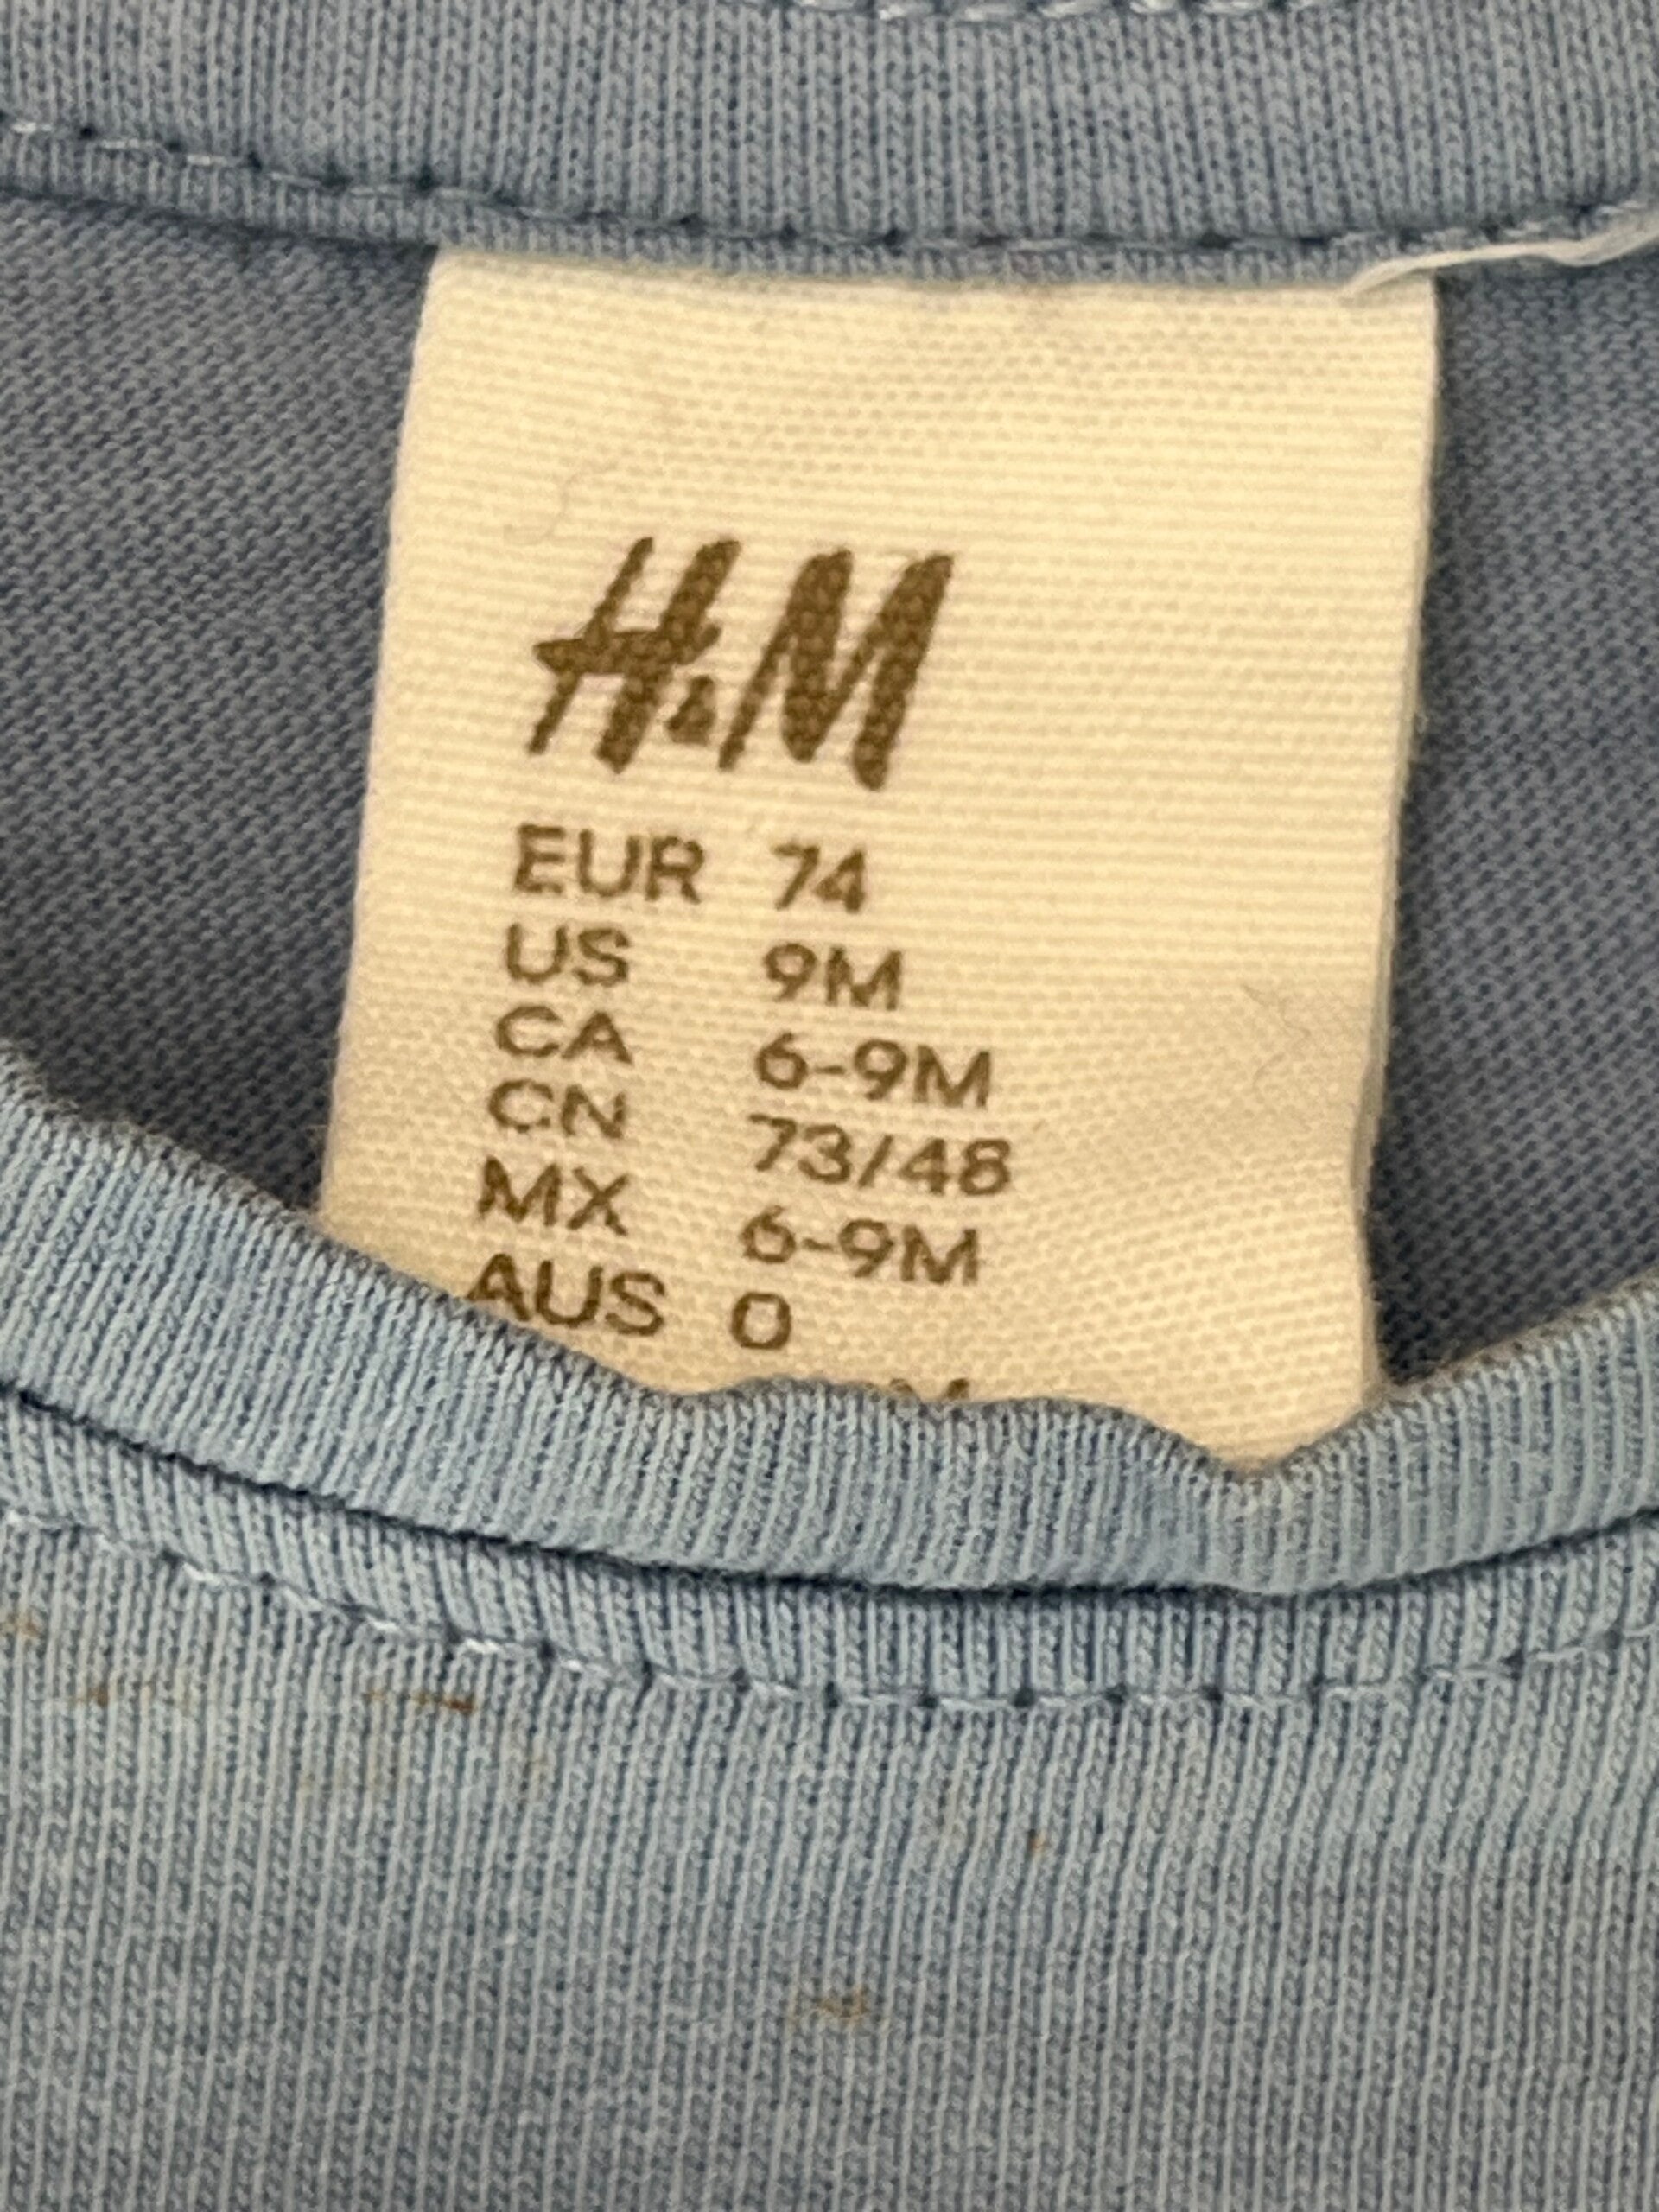 H&M
EUR 74
US 9M
CA 6-9M
CN 73/48
MX 6-9M
AUS 0